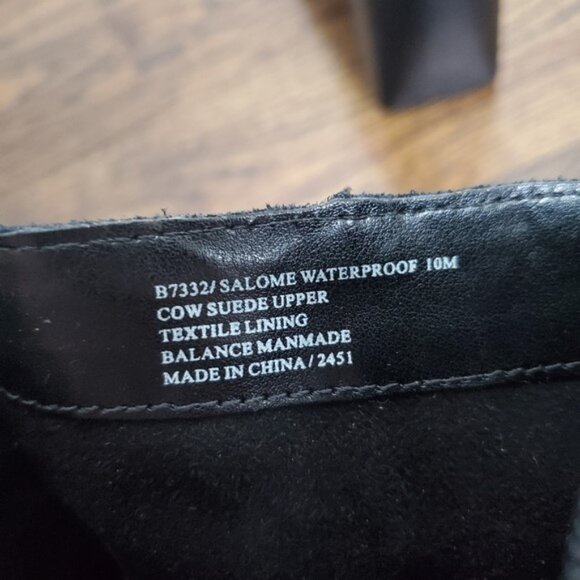 B7332/ SALOME WATERPROOF 10M
COW SUEDE UPPER
TEXTILE LINING
BALANCE MANMADE
MADE IN CHINA/2451